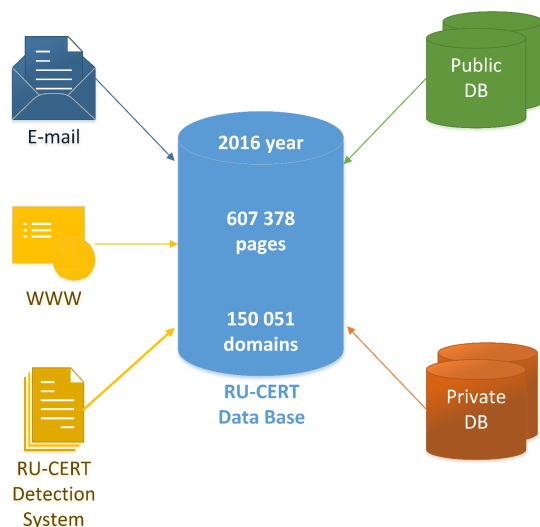 E-mail
WWW
RU-CERT
Detection
System
2016 year
607 378
pages
150 051
domains
RU-CERT
Data Base
Public
DB
Private
DB